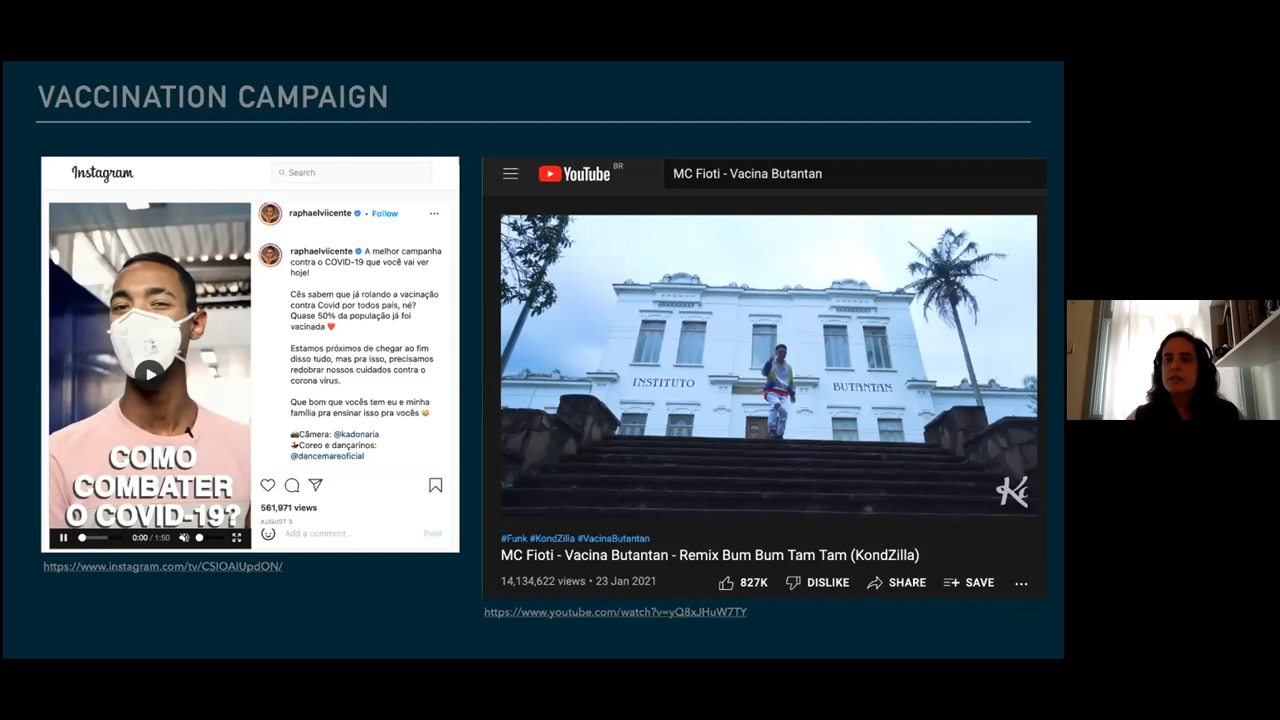 VACCINATION CAMPAIGN
Instagram
Search
raphaelviicente • Follow
raphaelviicente A melhor campanha
contra o COVID-19 que você vai ver
hoje!
Cês sabem que já rolando a vacinação
contra Covid por todos país, né?
Quase 50% da população já foi
vacinada
Estamos próximos de chegar ao fim
disso tudo, mas pra isso, precisamos
redobrar nossos cuidados contra o
corona vírus.
Que bom que vocês tem eu e minha
família pra ensinar isso pra vocês
Câmera: @kadonaria
Coreo e dançarinos:
@dancemareoficial
COMO
COMBATER
O COVID-19?
0:00 / 1:50
561,971 views
AUGUST 3
Add a comment...
Post
https://www.instagram.com/tv/CSIOAIUpdON/
YouTube BR
MC Fioti - Vacina Butantan
INSTITUTO
BUTANTAN
#Funk #KondZilla #VacinaButantan
MC Fioti - Vacina Butantan - Remix Bum Bum Tam Tam (KondZilla)
14,134,622 views • 23 Jan 2021
827K
DISLIKE
SHARE
SAVE
https://www.youtube.com/watch?v=yQ8xJHuW7TY